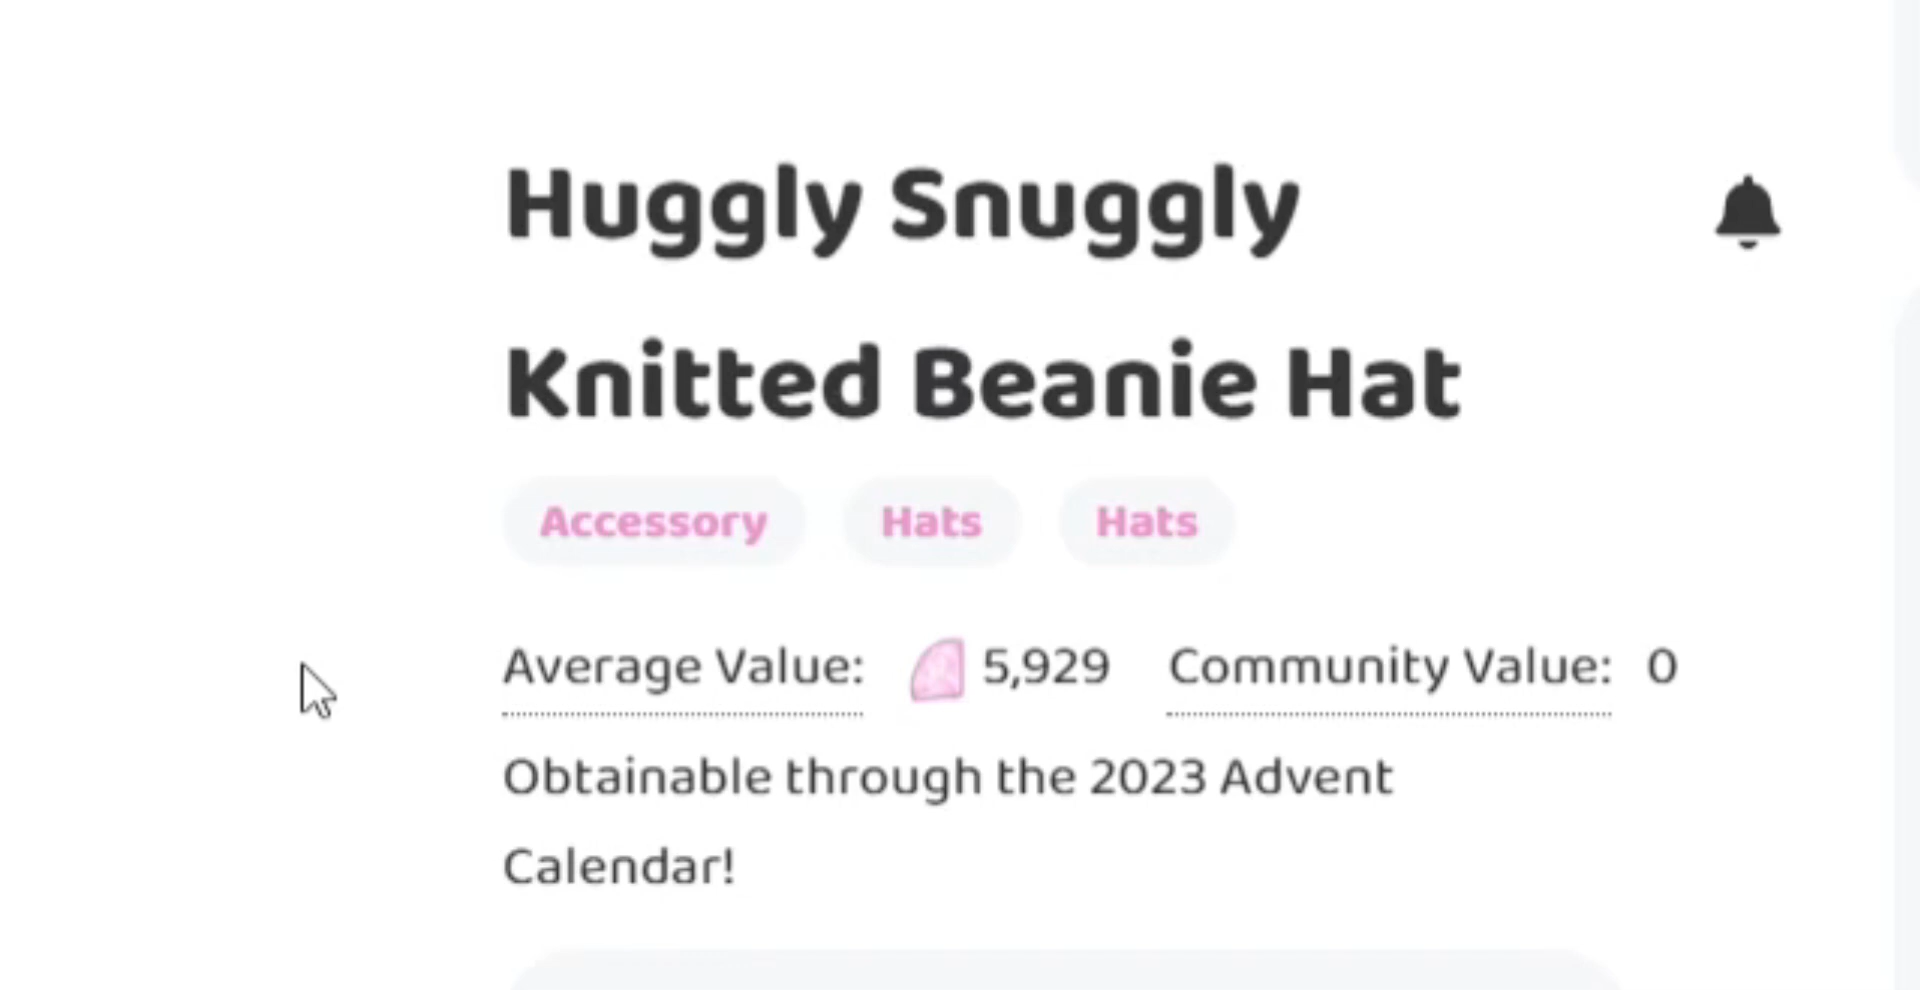 Huggly Snuggly
Knitted Beanie Hat
Accessory Hats Hats
Average Value: 5,929 Community Value: 0
Obtainable through the 2023 Advent
Calendar!